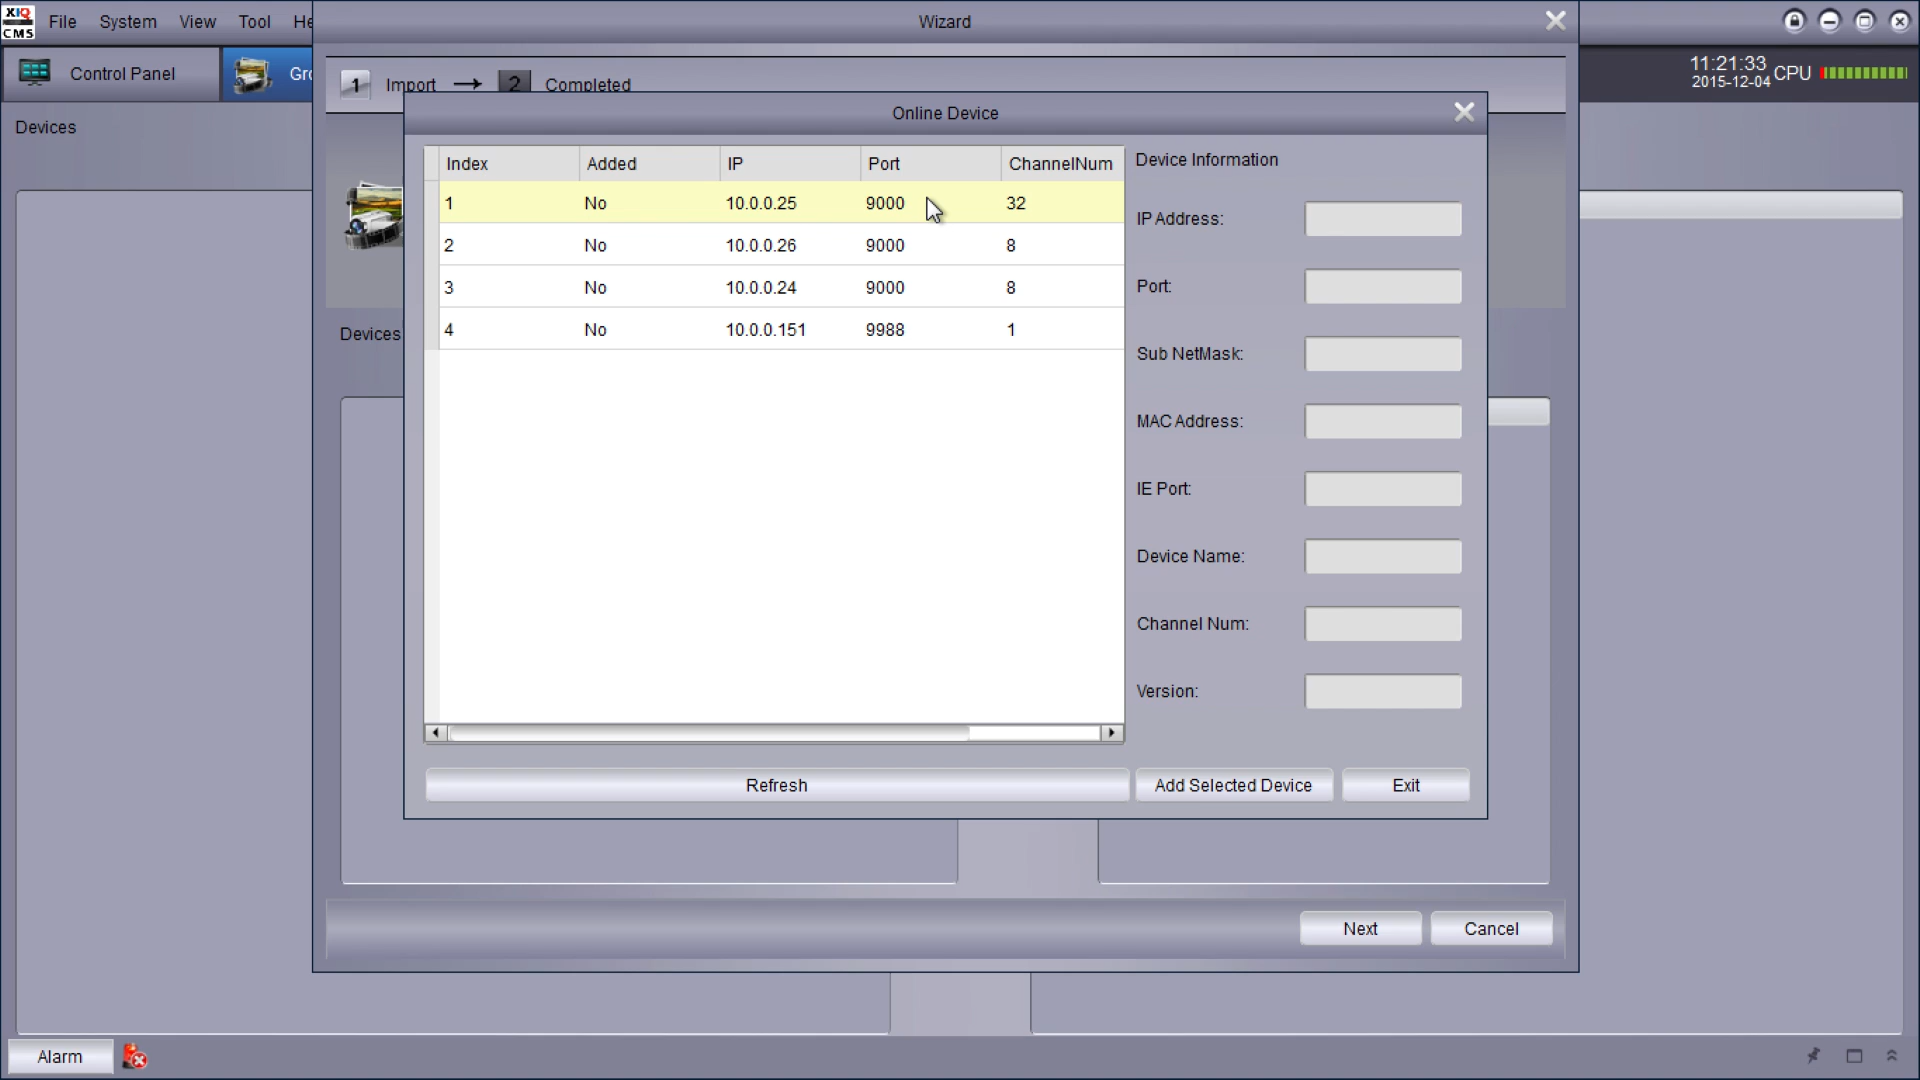 XIQ
CMS
File System View Tool He
Wizard
Control Panel
Gro
1 Import → 2 Completed
11:21:33
2015-12-04 CPU
Devices
Online Device
Index Added IP Port ChannelNum
1 No 10.0.0.25 9000 32
2 No 10.0.0.26 9000 8
3 No 10.0.0.24 9000 8
4 No 10.0.0.151 9988 1
Device Information
IP Address:
Port:
Sub NetMask:
MAC Address:
IE Port:
Device Name:
Channel Num:
Version:
Devices
Refresh Add Selected Device Exit
Next Cancel
Alarm